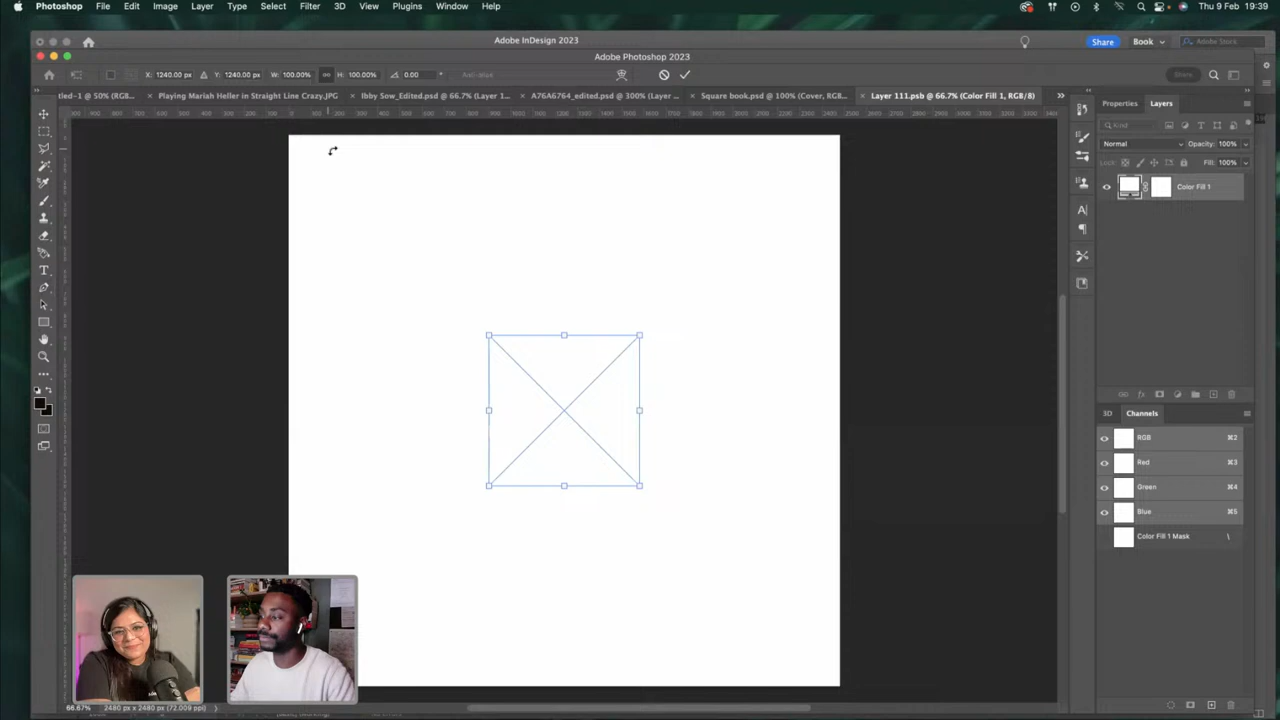 Photoshop File Edit Image Layer Type Select Filter 3D View Plugins Window Help Thu 9 Feb 19:39
Adobe InDesign 2023 Share Book Adobe Stock
Adobe Photoshop 2023
X: 1240.00 px Y: 1240.00 px W: 100.00% H: 100.00% 0.00 Anti-alias Share
tled-1 @ 50% (RGB... Playing Mariah Heller in Straight Line Crazy.JPG Ibby Sow_Edited.psd @ 66.7% (Layer 1... A76A6764_edited.psd @ 300% (Layer ... Square book.psd @ 100% (Cover, RGB... Layer 111.psb @ 66.7% (Color Fill 1, RGB/8)
Properties Layers
Kind
Normal Opacity: 100%
Lock: Fill: 100%
Color Fill 1
3D Channels
RGB ⌘2
Red ⌘3
Green ⌘4
Blue ⌘5
Color Fill 1 Mask \
66.67% 2480 px x 2480 px (72.009 ppi)